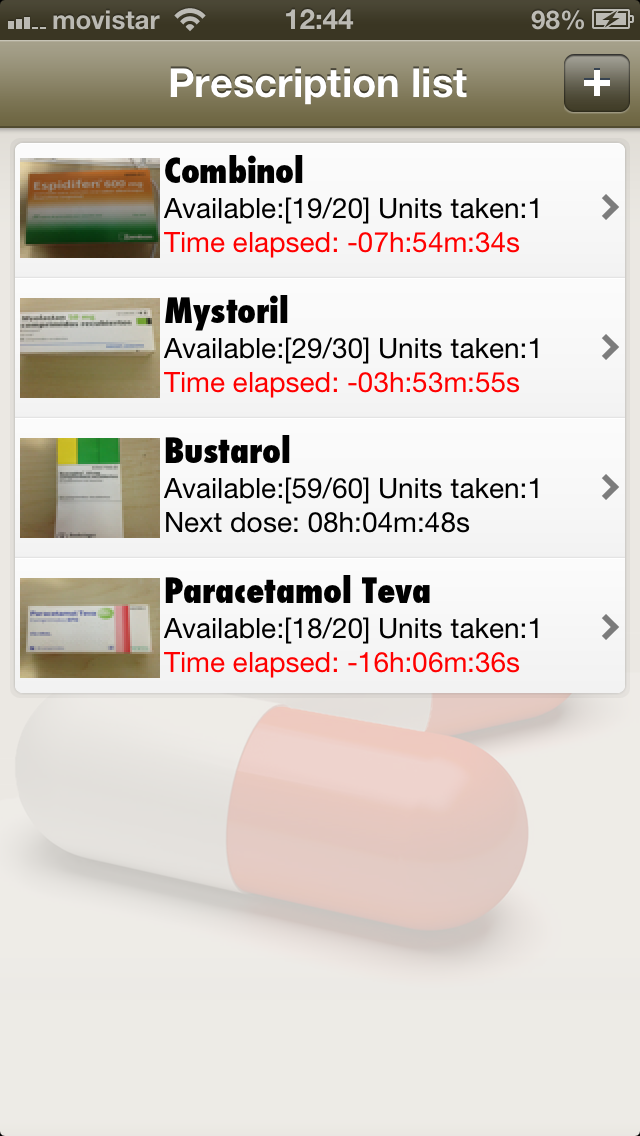 movistar 12:44 98%
Prescription list
+
Combinol
Available:[19/20] Units taken:1
Time elapsed: -07h:54m:34s
Espidifen 600 mg
Mystoril
Available:[29/30] Units taken:1
Time elapsed: -03h:53m:55s
Bustarol
Available:[59/60] Units taken:1
Next dose: 08h:04m:48s
Paracetamol Teva
Available:[18/20] Units taken:1
Time elapsed: -16h:06m:36s
Paracetamol Teva